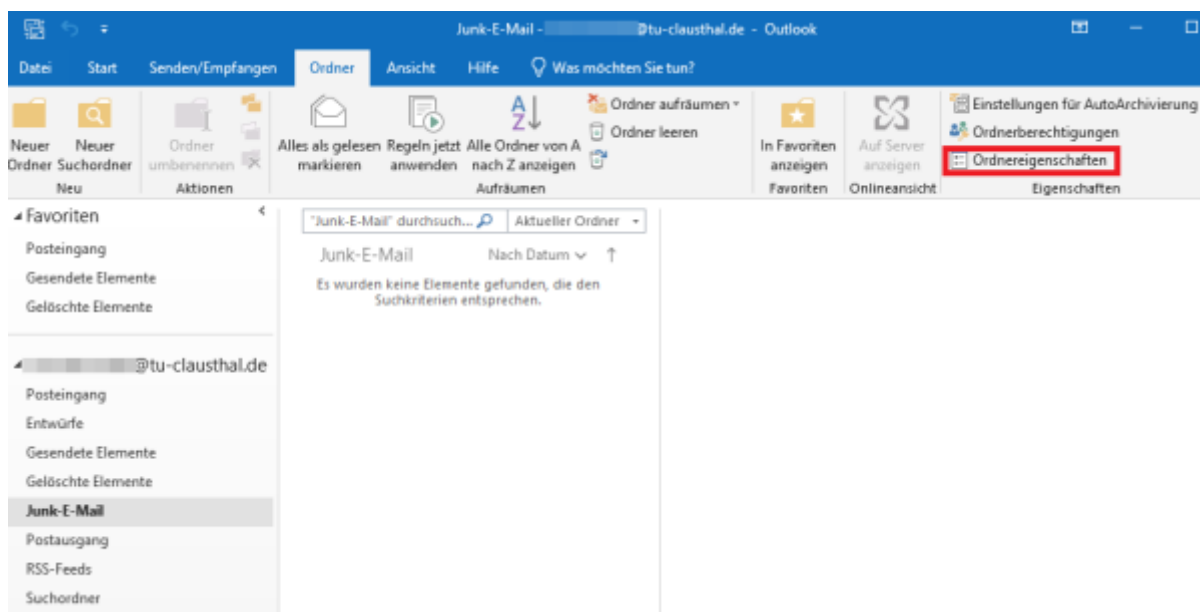 Junk-E-Mail - @tu-clausthal.de - Outlook
Datei Start Senden/Empfangen Ordner Ansicht Hilfe Was möchten Sie tun?
Neuer Ordner
Neuer Suchordner
Neu
Ordner umbenennen
Aktionen
Alles als gelesen markieren
Regeln jetzt anwenden
Alle Ordner von A nach Z anzeigen
Ordner aufräumen
Ordner leeren
Aufräumen
In Favoriten anzeigen
Favoriten
Auf Server anzeigen
Onlineansicht
Einstellungen für AutoArchivierung
Ordnerberechtigungen
Ordnereigenschaften
Eigenschaften
Favoriten
Posteingang
Gesendete Elemente
Gelöschte Elemente
@tu-clausthal.de
Posteingang
Entwürfe
Gesendete Elemente
Gelöschte Elemente
Junk-E-Mail
Postausgang
RSS-Feeds
Suchordner
"Junk-E-Mail" durchsuch... Aktueller Ordner
Junk-E-Mail Nach Datum
Es wurden keine Elemente gefunden, die den
Suchkriterien entsprechen.